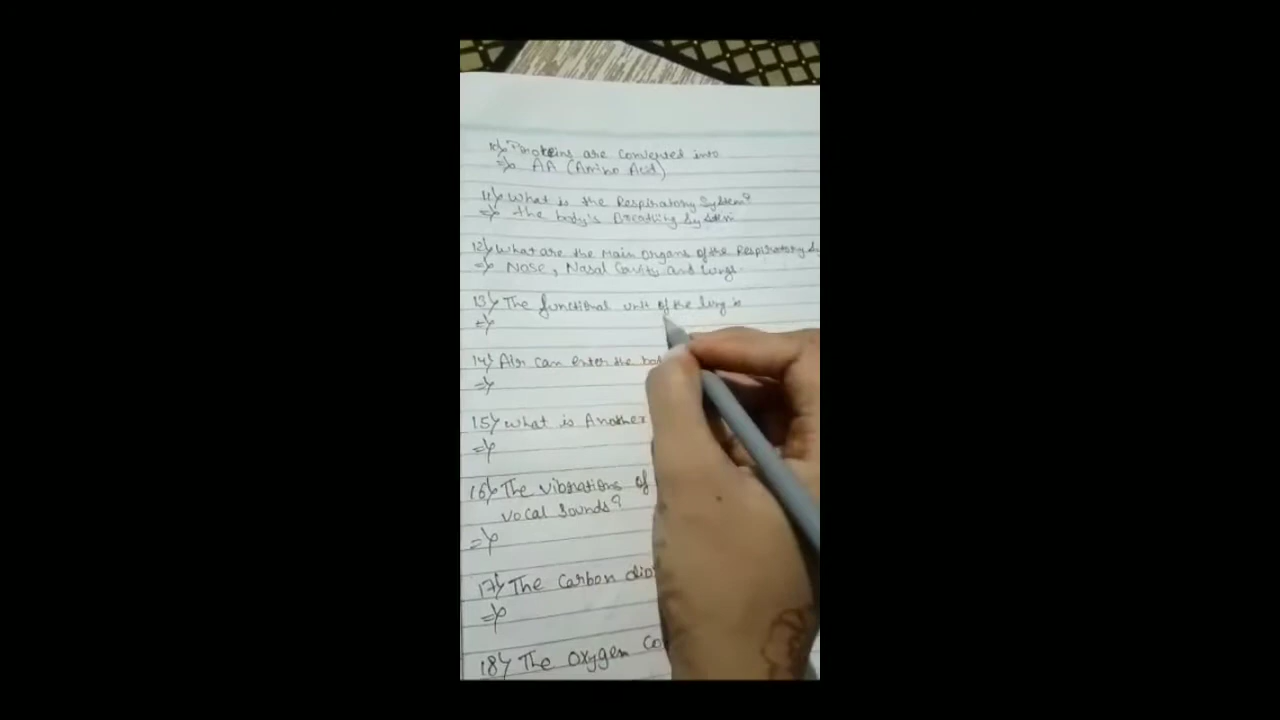 10) Proteins are converted into
=> AA (Amino Acid)
11) What is the Respiratory System?
=> the body's Breathing System
12) What are the Main Organs of the Respiratory Sy
=> Nose, Nasal Cavity and lungs.
13) The functional unit of the lung is
=>
14) Air can enter the
=>
15) What is Another
=>
16) The vibrations of
vocal sounds?
=>
17) The Carbon
=>
18) The Oxygen